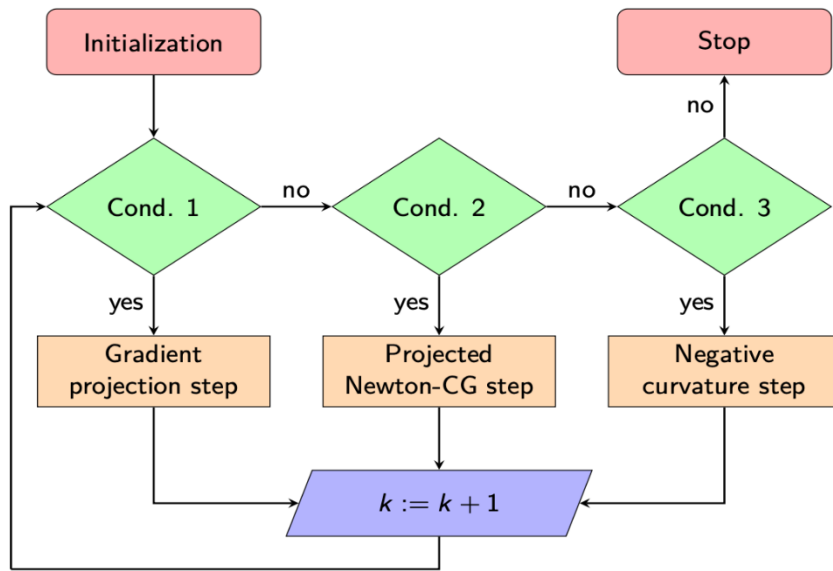 Initialization
Stop
no
Cond. 1
no
Cond. 2
no
Cond. 3
yes
yes
yes
Gradient
projection step
Projected
Newton-CG step
Negative
curvature step
k := k + 1